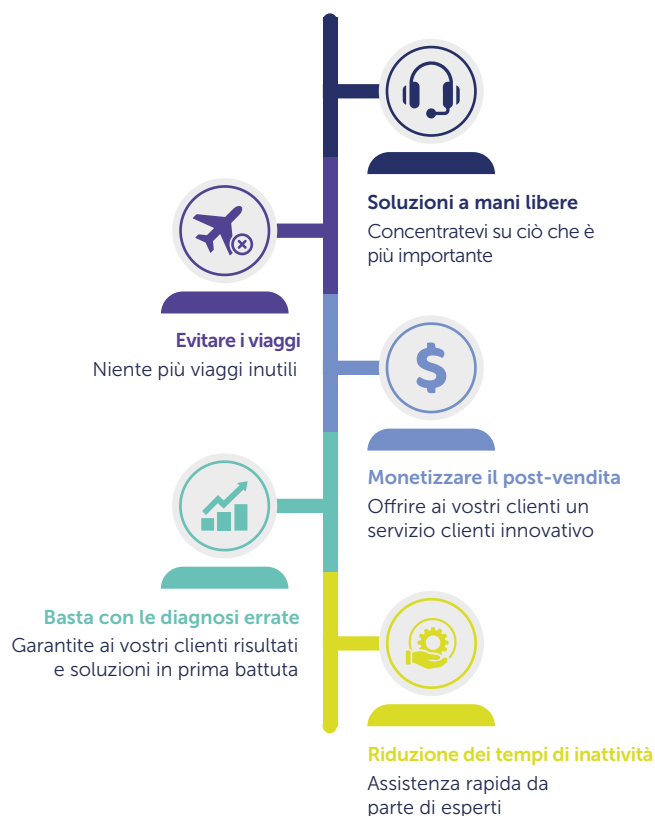 Soluzioni a mani libere
Concentratevi su ciò che è
più importante
Evitare i viaggi
Niente più viaggi inutili
$
Monetizzare il post-vendita
Offrire ai vostri clienti un
servizio clienti innovativo
Basta con le diagnosi errate
Garantite ai vostri clienti risultati
e soluzioni in prima battuta
Riduzione dei tempi di inattività
Assistenza rapida da
parte di esperti